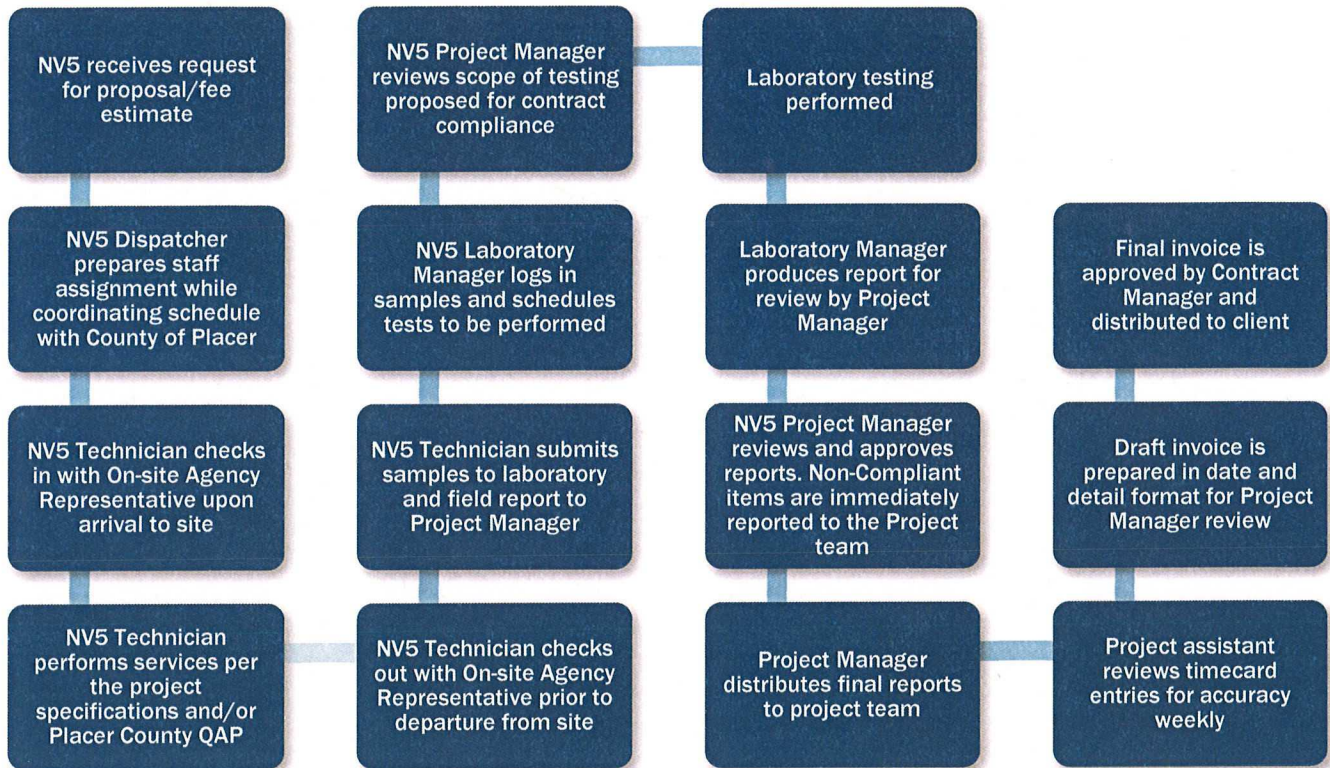 NV5 receives request
for proposal/fee
estimate
NV5 Dispatcher
prepares staff
assignment while
coordinating schedule
with County of Placer
NV5 Technician checks
in with On-site Agency
Representative upon
arrival to site
NV5 Technician
performs services per
the project
specifications and/or
Placer County QAP
NV5 Technician checks
out with On-site Agency
Representative prior to
departure from site
NV5 Technician submits
samples to laboratory
and field report to
Project Manager
NV5 Laboratory
Manager logs in
samples and schedules
tests to be performed
NV5 Project Manager
reviews scope of testing
proposed for contract
compliance
Laboratory testing
performed
Laboratory Manager
produces report for
review by Project
Manager
NV5 Project Manager
reviews and approves
reports. Non-Compliant
items are immediately
reported to the Project
team
Project Manager
distributes final reports
to project team
Project assistant
reviews timecard
entries for accuracy
weekly
Draft invoice is
prepared in date and
detail format for Project
Manager review
Final invoice is
approved by Contract
Manager and
distributed to client